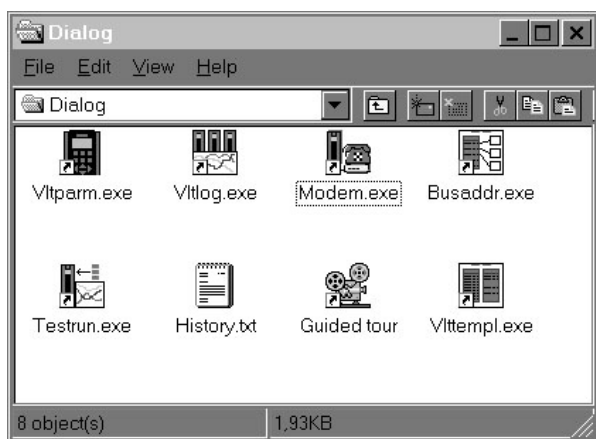 Dialog
File Edit View Help
Dialog
Vltparm.exe Vltlog.exe Modem.exe Busaddr.exe
Testrun.exe History.txt Guided tour Vlttempl.exe
8 object(s) 1,93KB